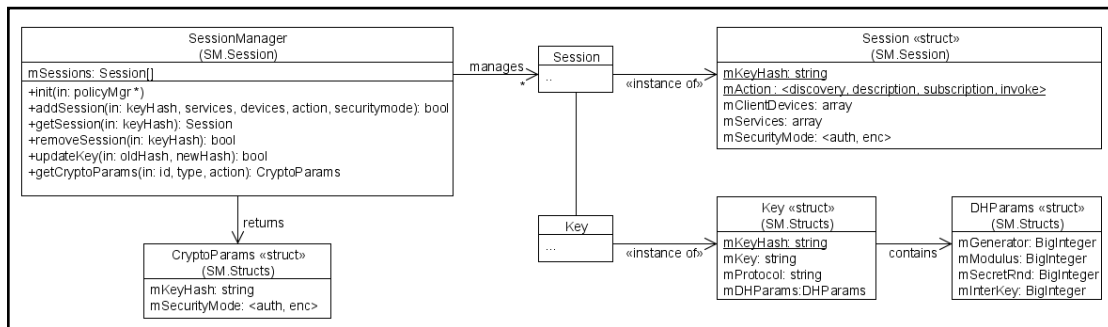 SessionManager
(SM.Session)
mSessions: Session[]
+init(in: policyMgr *)
+addSession(in: keyHash, services, devices, action, securitymode): bool
+getSession(in: keyHash): Session
+removeSession(in: keyHash): bool
+updateKey(in: oldHash, newHash): bool
+getCryptoParams(in: id, type, action): CryptoParams
manages
*
Session
..
«instance of»
Session «struct»
(SM.Session)
mKeyHash: string
mAction : <discovery, description, subscription, invoke>
mClientDevices: array
mServices: array
mSecurityMode: <auth, enc>
returns
CryptoParams «struct»
(SM.Structs)
mKeyHash: string
mSecurityMode: <auth, enc>
Key
...
«instance of»
Key «struct»
(SM.Structs)
mKeyHash: string
mKey: string
mProtocol: string
mDHParams:DHParams
contains
DHParams «struct»
(SM.Structs)
mGenerator: BigInteger
mModulus: BigInteger
mSecretRnd: BigInteger
mInterKey: BigInteger